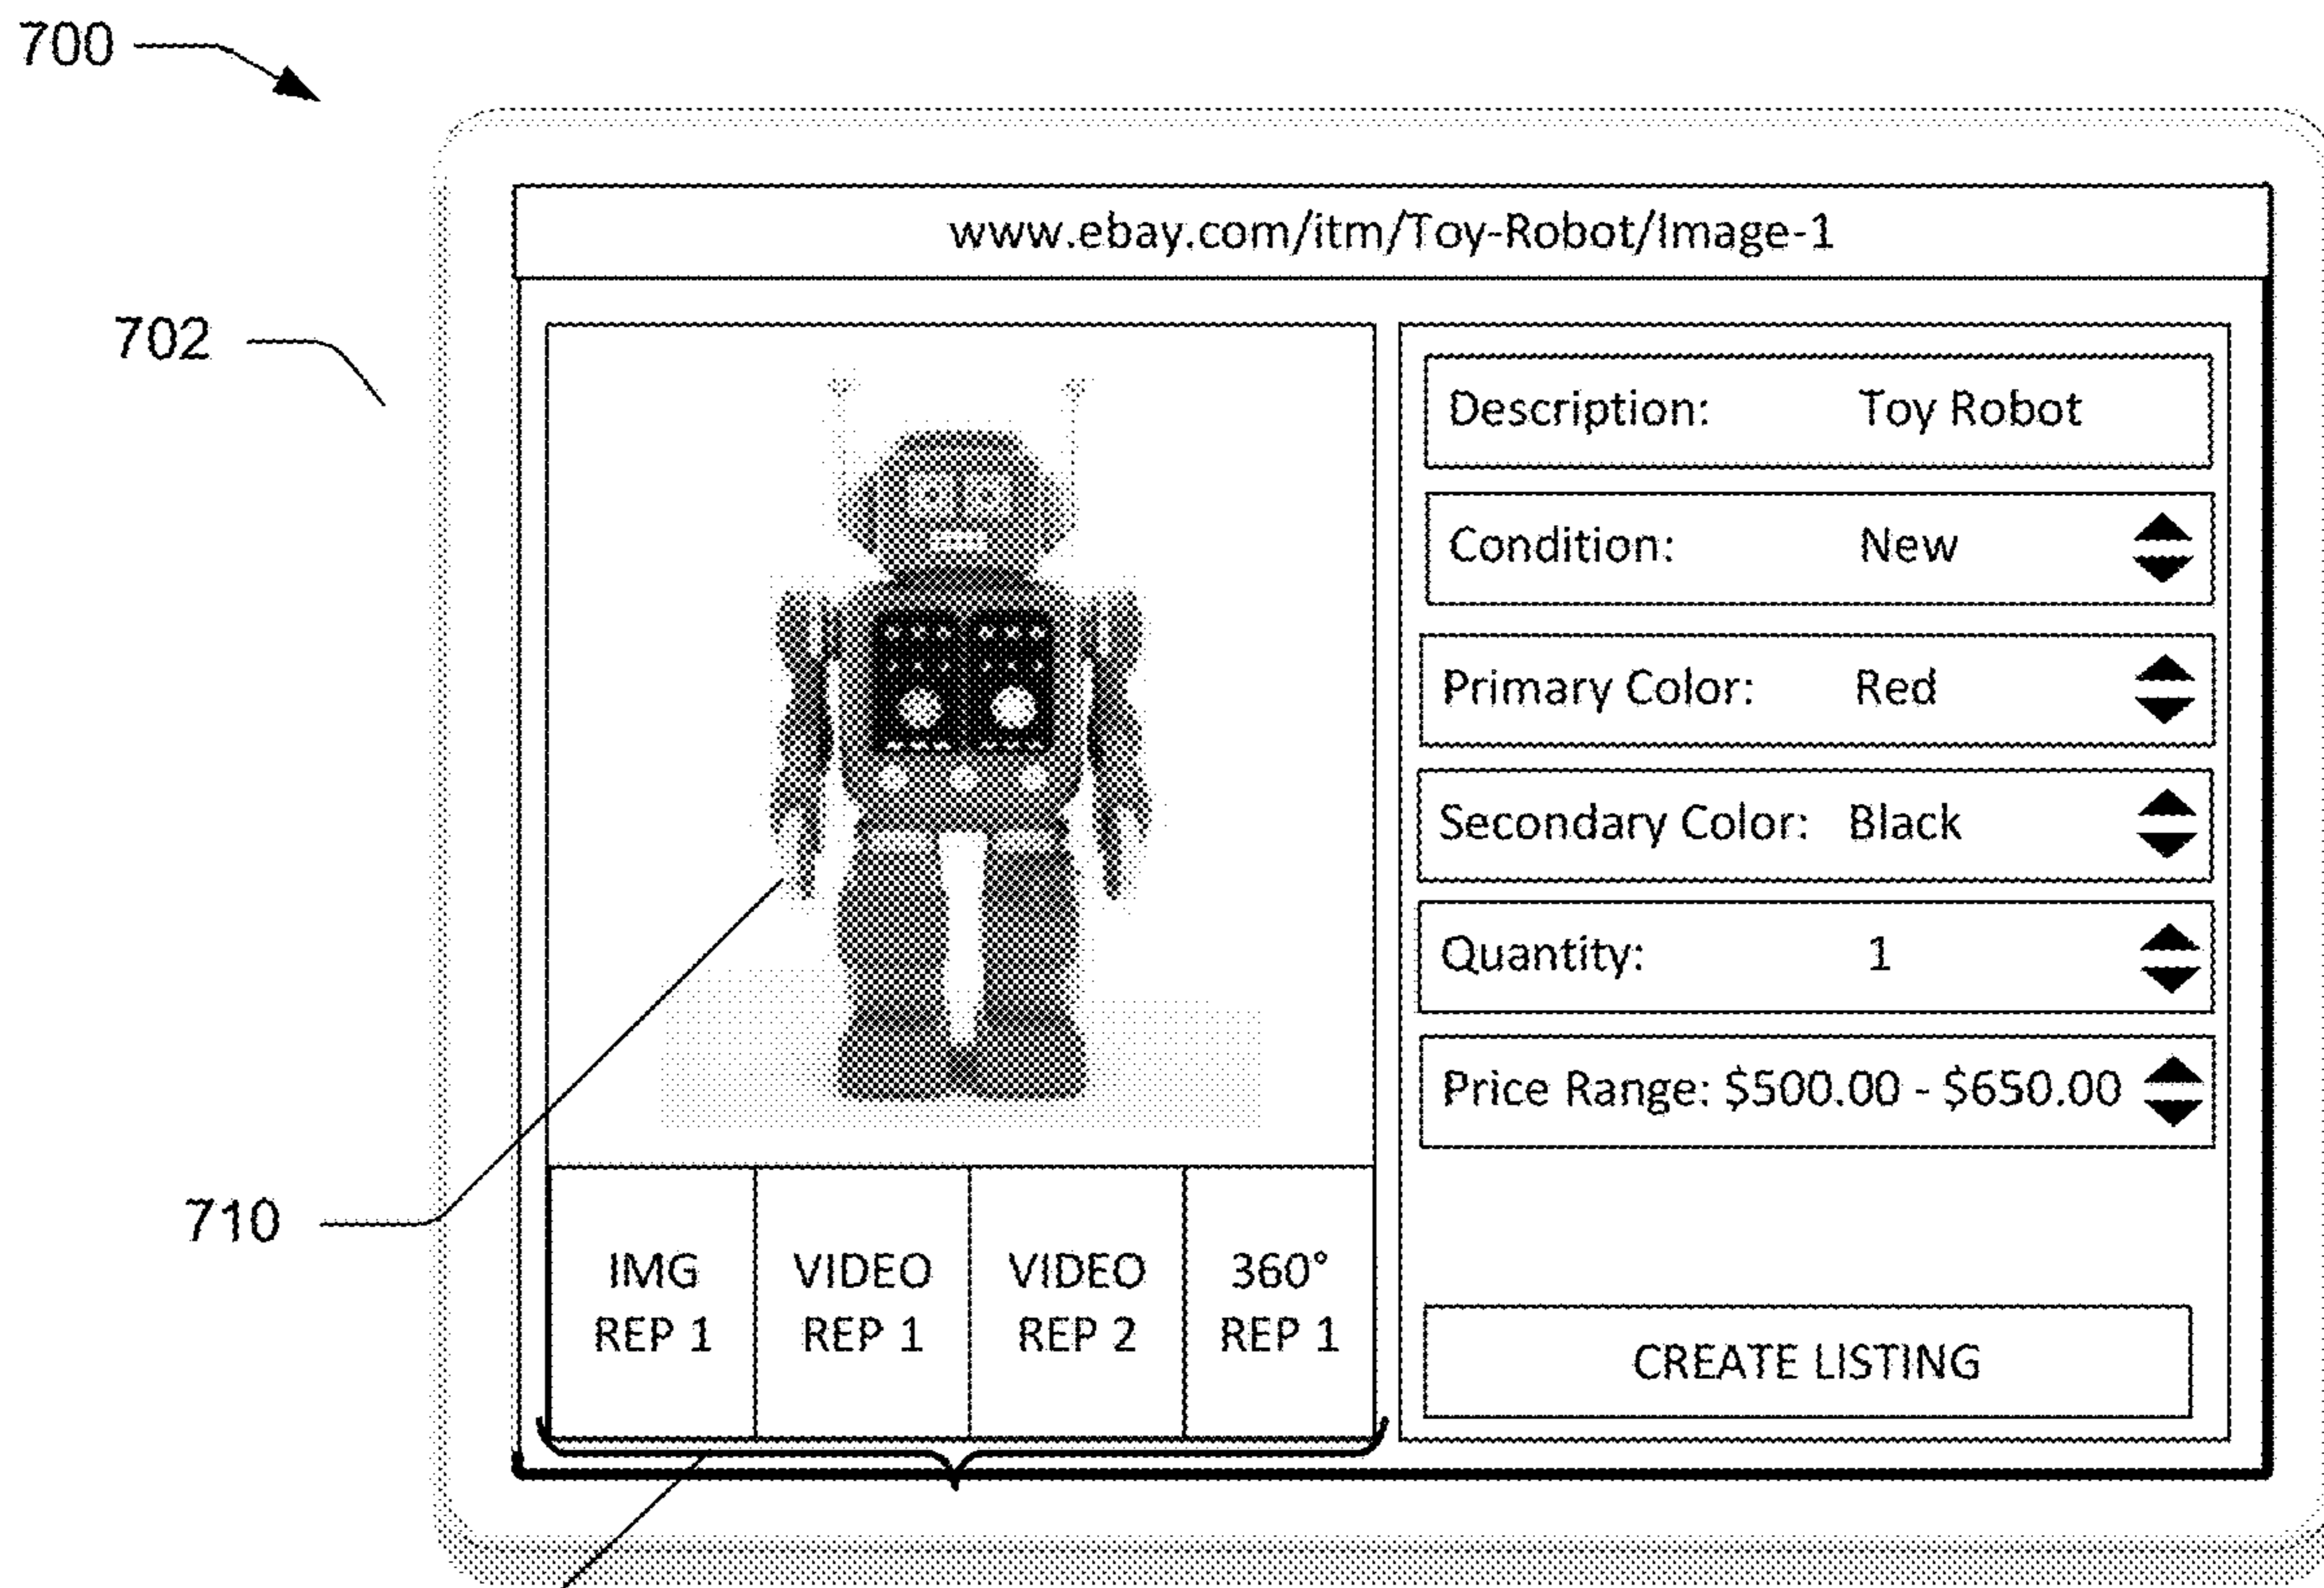 700
www.ebay.com/itm/Toy-Robot/Image-1
702
Description: Toy Robot
Condition: New
Primary Color: Red
Secondary Color: Black
Quantity: 1
Price Range: $500.00 - $650.00
710
IMG
REP 1
VIDEO
REP 1
VIDEO
REP 2
360°
REP 1
CREATE LISTING